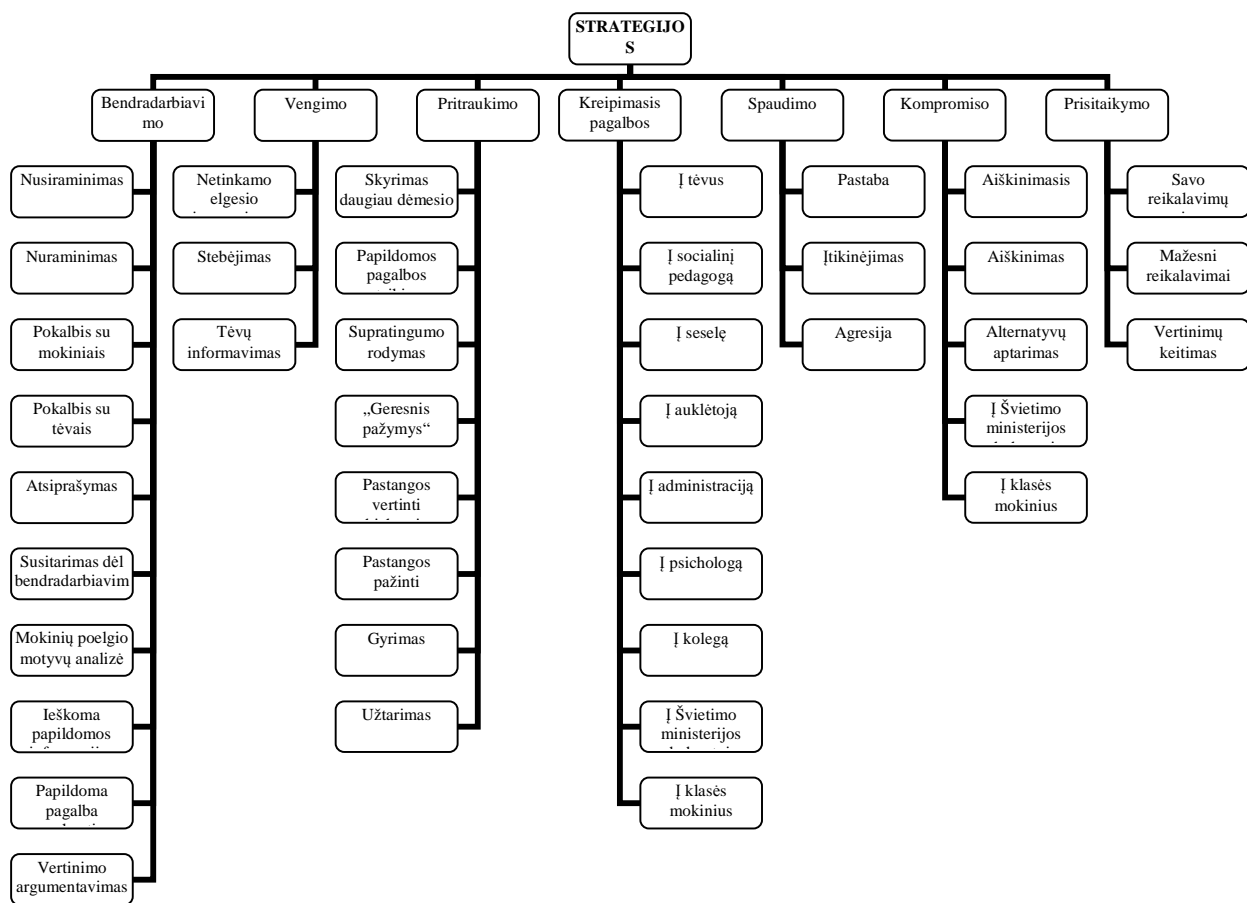 STRATEGIJO
S
Bendradarbiavi
mo
Nusiraminimas
Nuraminimas
Pokalbis su
mokiniais
Pokalbis su
tėvais
Atsiprašymas
Susitarimas dėl
bendradarbiavim
Mokinių poelgio
motyvų analizė
Ieškoma
papildomos
Papildoma
pagalba
Vertinimo
argumentavimas
Vengimo
Netinkamo
elgesio
Stebėjimas
Tėvų
informavimas
Pritraukimo
Skyrimas
daugiau dėmesio
Papildomos
pagalbos
Supratingumo
rodymas
„Geresnis
pažymys“
Pastangos
vertinti
Pastangos
pažinti
Gyrimas
Užtarimas
Kreipimasis
pagalbos
Į tėvus
Į socialinį
pedagogą
Į seselę
Į auklėtoją
Į administraciją
Į psichologą
Į kolegą
Į Švietimo
ministerijos
Į klasės
mokinius
Spaudimo
Pastaba
Įtikinėjimas
Agresija
Kompromiso
Aiškinimasis
Aiškinimas
Alternatyvų
aptarimas
Į Švietimo
ministerijos
Į klasės
mokinius
Prisitaikymo
Savo
reikalavimų
Mažesni
reikalavimai
Vertinimų
keitimas